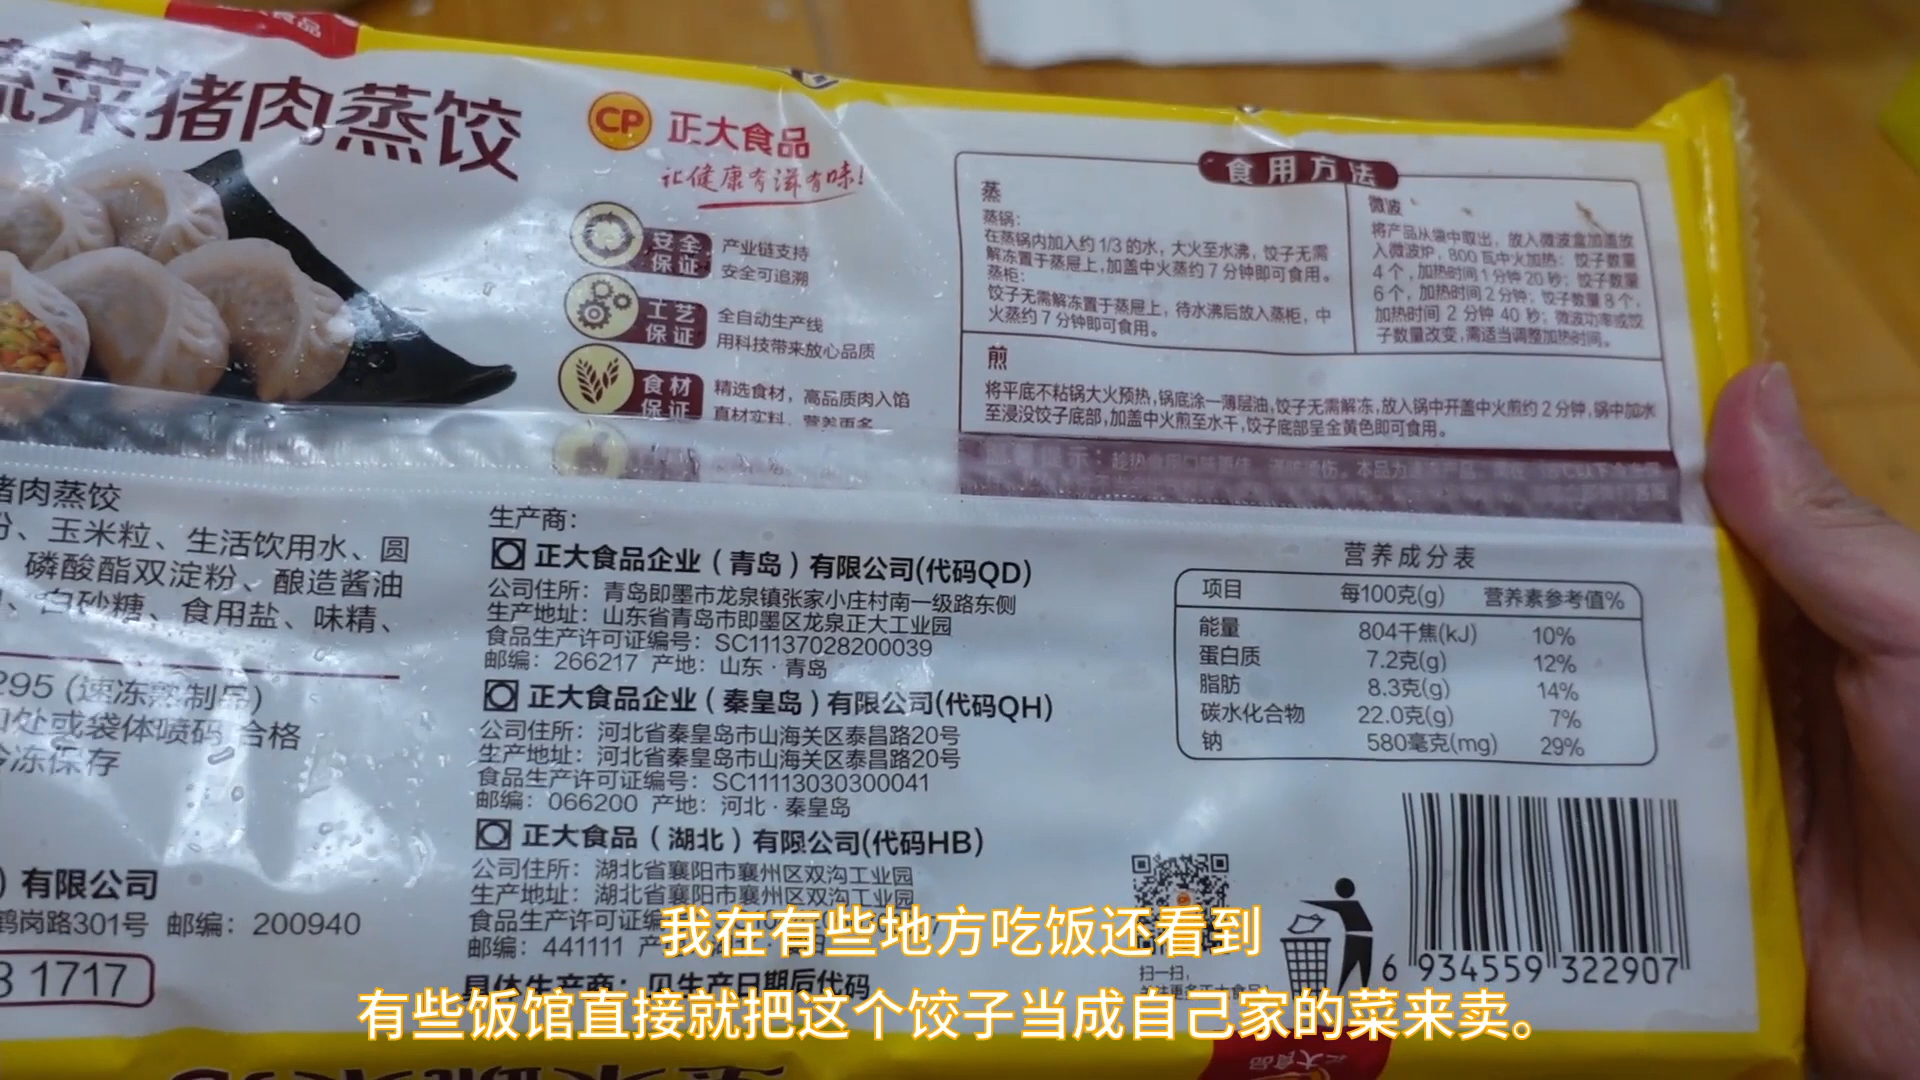 蔬菜猪肉蒸饺
CP 正大食品
让健康有滋有味!
安全保证 产业链支持
安全可追溯
工艺保证 全自动生产线
用科技带来放心品质
食材保证 精选食材，高品质肉入馅
真材实料，营养更多
食用方法
蒸
蒸锅：
在蒸锅内加入约1/3的水，大火至水沸，饺子无需
解冻置于蒸屉上,加盖中火蒸约7分钟即可食用。
蒸柜：
饺子无需解冻置于蒸屉上，待水沸后放入蒸柜，中
火蒸约7分钟即可食用。
微波
将产品从袋中取出，放入微波盒加盖放
入微波炉，800瓦中火加热：饺子数量
4个，加热时间1分钟20秒；饺子数量
6个，加热时间2分钟；饺子数量8个，
加热时间2分钟40秒；微波功率或饺
子数量改变,需适当调整加热时间。
煎
将平底不粘锅大火预热,锅底涂一薄层油,饺子无需解冻,放入锅中开盖中火煎约2分钟,锅中加水
至浸没饺子底部,加盖中火煎至水干,饺子底部呈金黄色即可食用。
猪肉蒸饺
粉、玉米粒、生活饮用水、圆
磷酸酯双淀粉、酿造酱油
、白砂糖、食用盐、味精、
295 (速冻熟制品)
口处或袋体喷码 合格
冷冻保存
) 有限公司
鹤岗路301号 邮编：200940
3 1717
生产商：
正大食品企业（青岛）有限公司(代码QD)
公司住所：青岛即墨市龙泉镇张家小庄村南一级路东侧
生产地址：山东省青岛市即墨区龙泉正大工业园
食品生产许可证编号：SC11137028200039
邮编：266217 产地：山东·青岛
正大食品企业（秦皇岛）有限公司(代码QH)
公司住所：河北省秦皇岛市山海关区泰昌路20号
生产地址：河北省秦皇岛市山海关区泰昌路20号
食品生产许可证编号：SC11113030300041
邮编：066200 产地：河北·秦皇岛
正大食品（湖北）有限公司(代码HB)
公司住所：湖北省襄阳市襄州区双沟工业园
生产地址：湖北省襄阳市襄州区双沟工业园
食品生产许可证编
邮编：441111 产
具体生产商：见生产日期后代码
营养成分表
项目 每100克(g) 营养素参考值%
能量 804千焦(kJ) 10%
蛋白质 7.2克(g) 12%
脂肪 8.3克(g) 14%
碳水化合物 22.0克(g) 7%
钠 580毫克(mg) 29%
扫一扫，
6 934559 322907
我在有些地方吃饭还看到
有些饭馆直接就把这个饺子当成自己家的菜来卖。